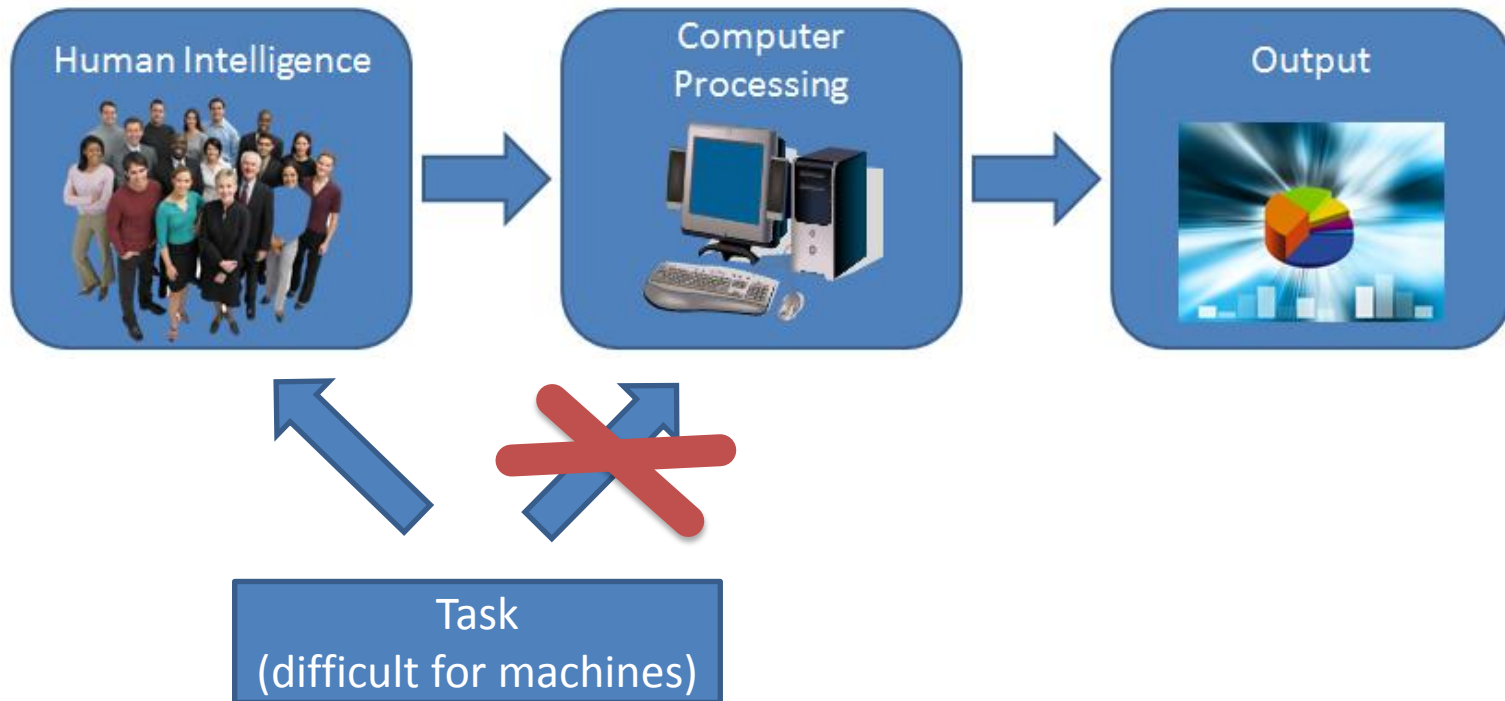 Human Intelligence
Computer
Processing
Output
Task
(difficult for machines)